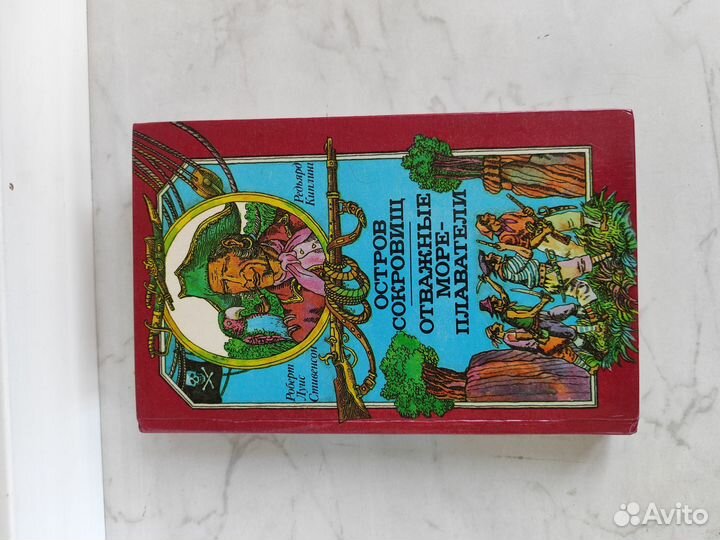 Роберт
Луис
Стивенсон
Редьярд
Киплинг
ОСТРОВ
СОКРОВИЩ
ОТВАЖНЫЕ
МОРЕ-
ПЛАВАТЕЛИ
Avito